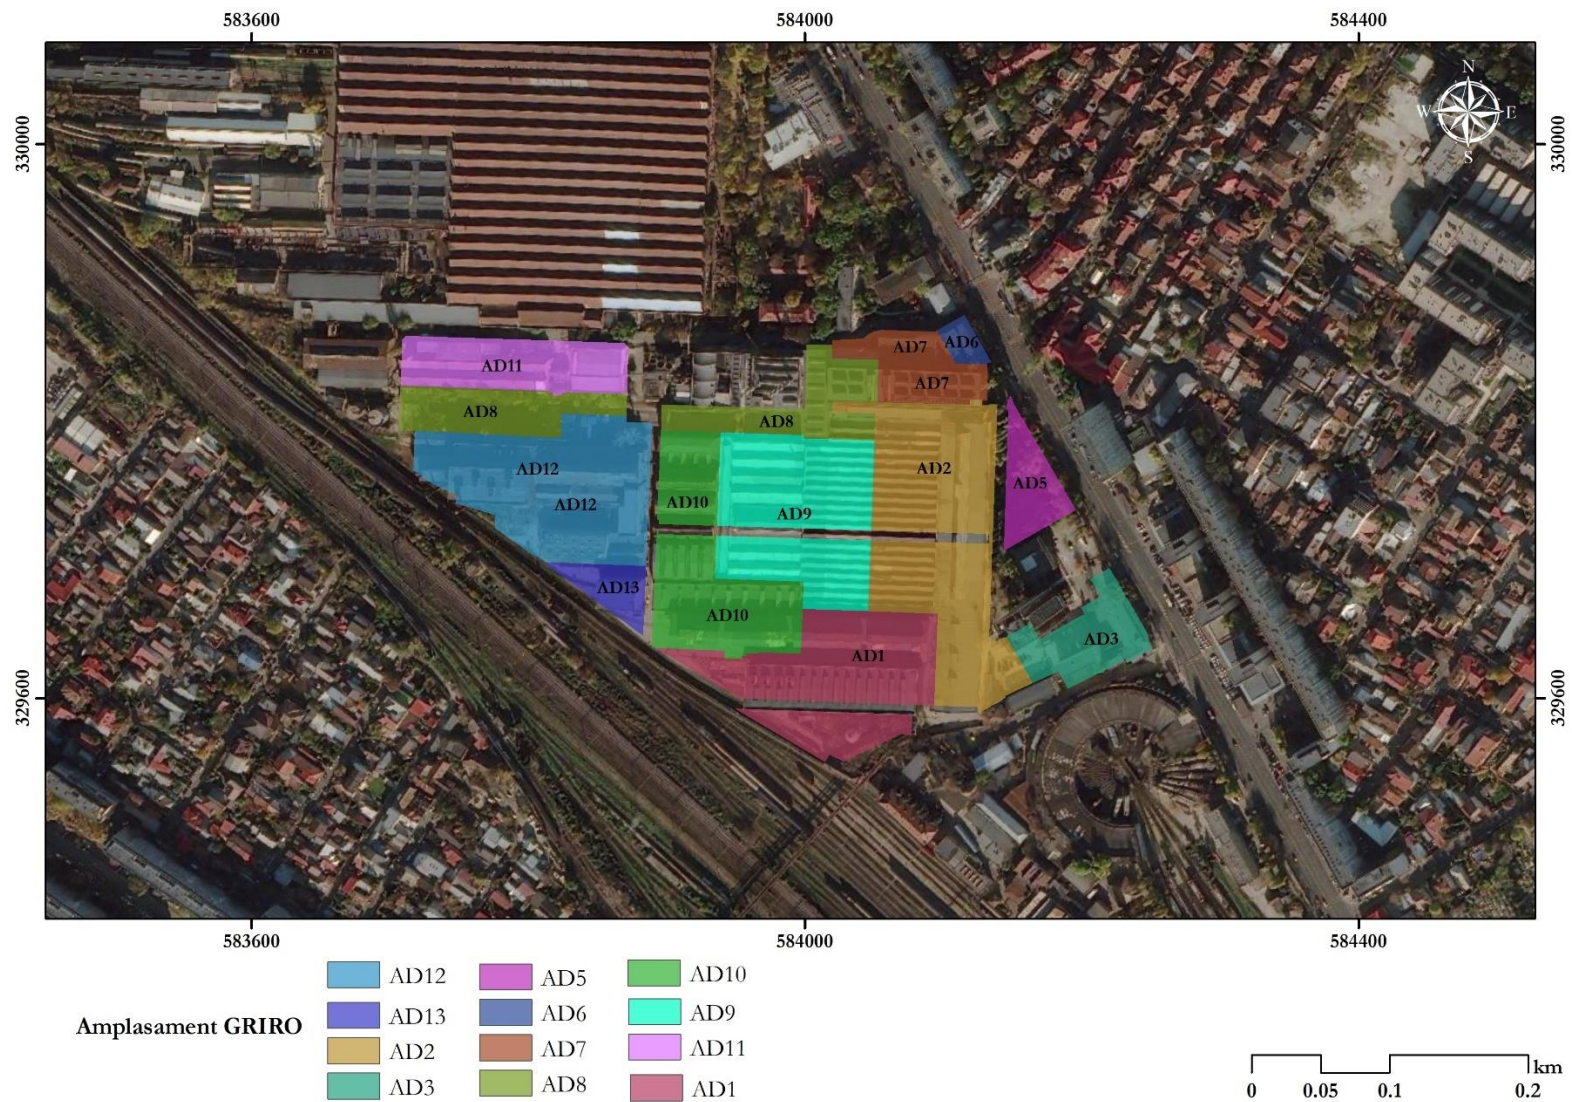 583600 584000 584400
N
W E
S
330000 330000
AD7 AD6
AD11
AD7
AD8
AD8
AD12 AD2
AD5
AD12 AD10 AD9
AD13
AD10
AD3
AD1
329600 329600
583600 584000 584400
Amplasament GRIRO
AD12 AD5 AD10
AD13 AD6 AD9
AD2 AD7 AD11
AD3 AD8 AD1
km
0 0.05 0.1 0.2